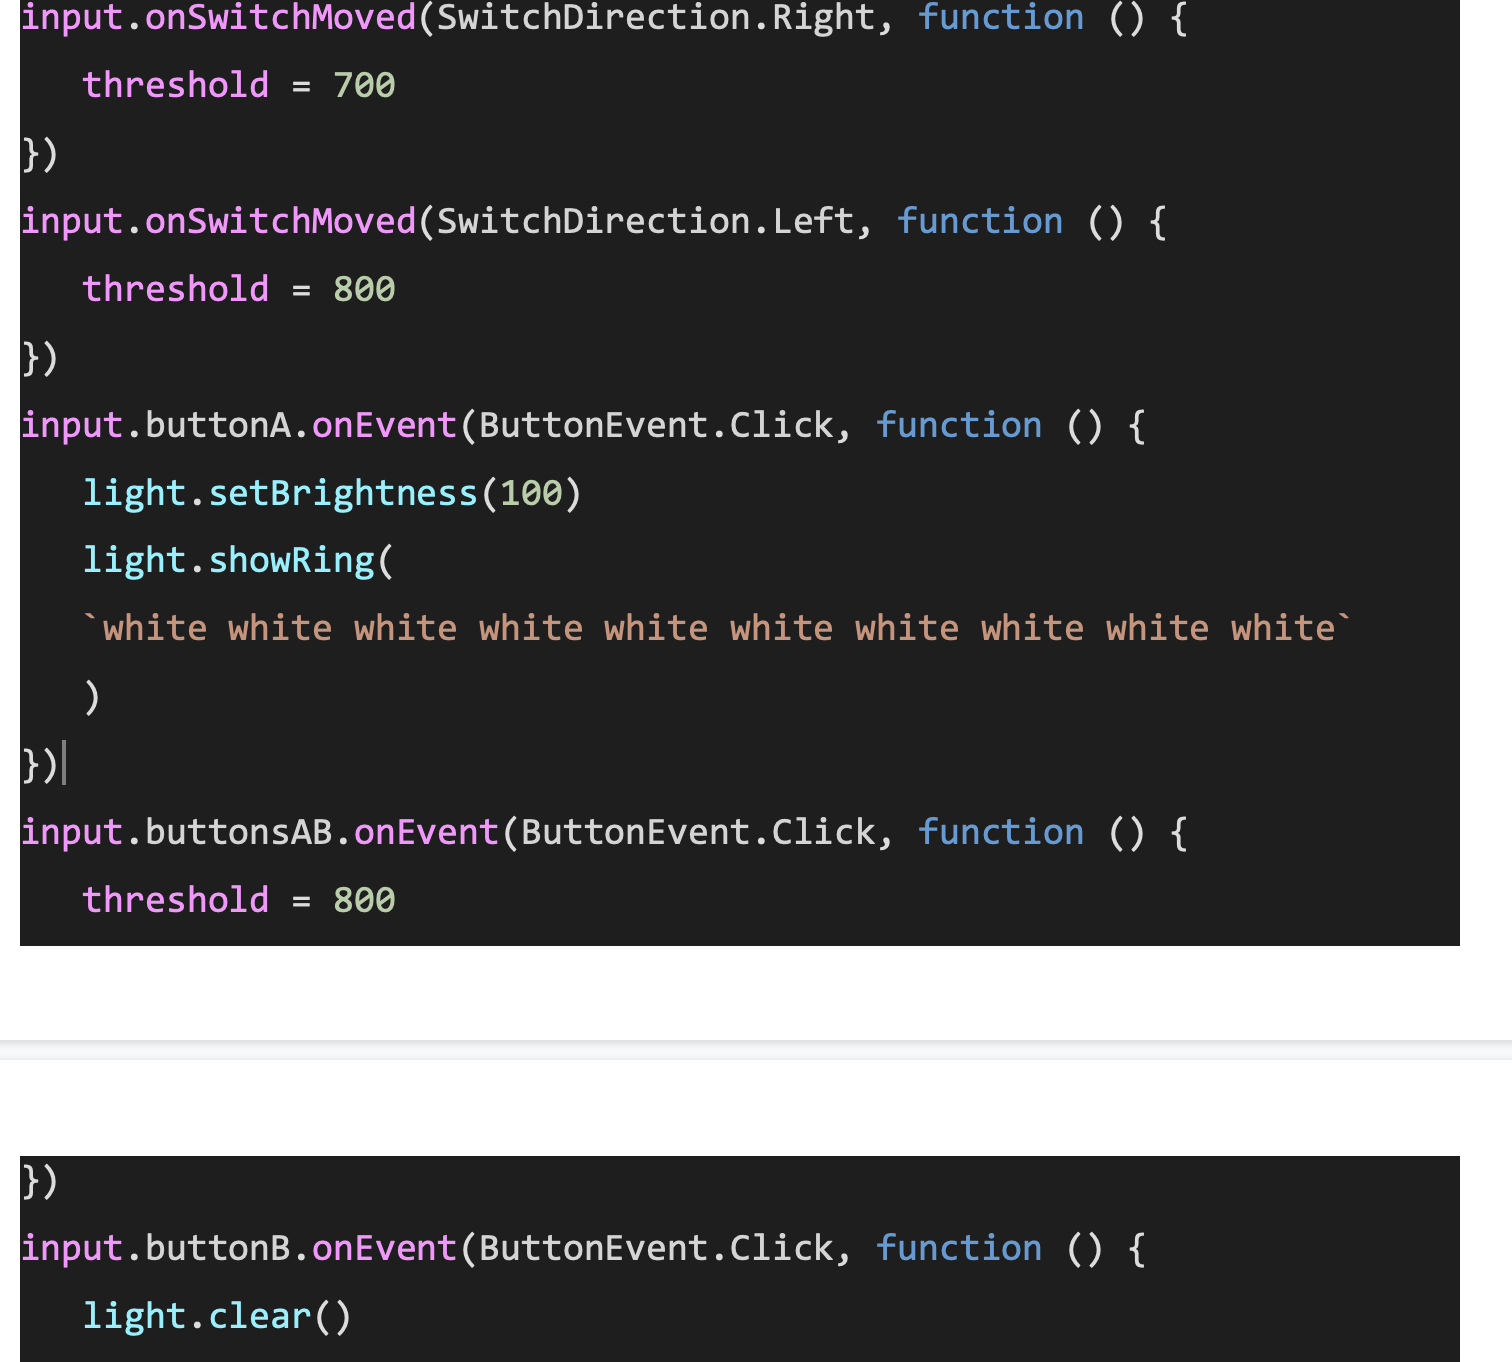 input.onSwitchMoved(SwitchDirection.Right, function () {
   threshold = 700
})
input.onSwitchMoved(SwitchDirection.Left, function () {
   threshold = 800
})
input.buttonA.onEvent(ButtonEvent.Click, function () {
   light.setBrightness(100)
   light.showRing(
   `white white white white white white white white white white`
   )
})
input.buttonsAB.onEvent(ButtonEvent.Click, function () {
   threshold = 800
})
input.buttonB.onEvent(ButtonEvent.Click, function () {
   light.clear()